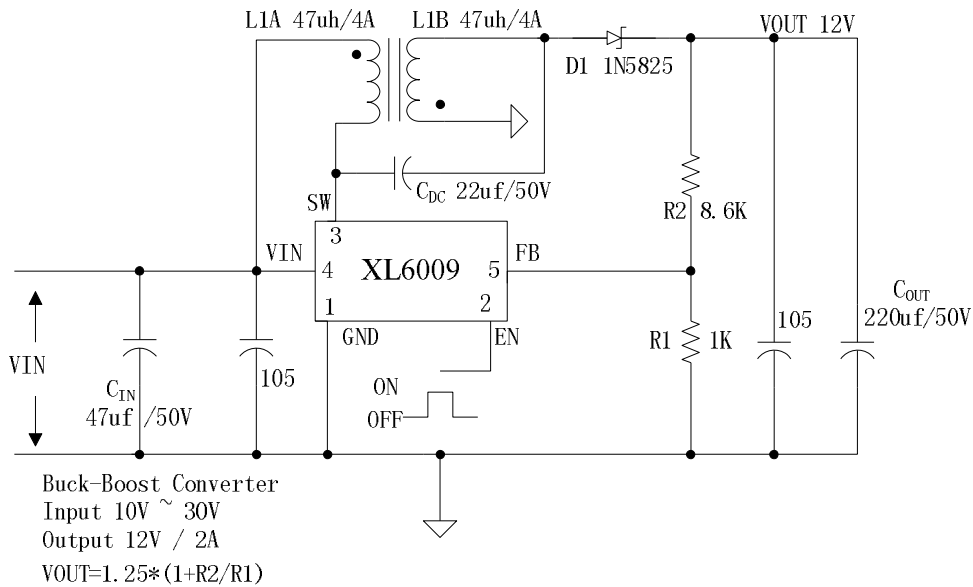 L1A 47uh/4A
L1B 47uh/4A
VOUT 12V
D1 1N5825
CDC 22uf/50V
SW
R2 8.6K
3
VIN
4
XL6009
5
FB
1
2
GND
EN
COUT
220uf/50V
105
R1
1K
VIN
CIN
47uf /50V
105
ON
OFF
Buck-Boost Converter
Input 10V ~ 30V
Output 12V / 2A
VOUT=1.25*(1+R2/R1)